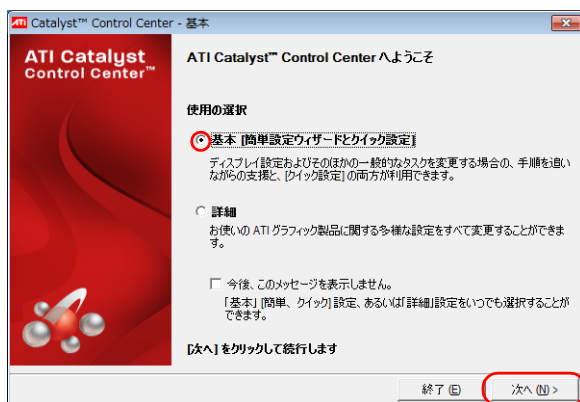 ATI Catalyst™ Control Center - 基本
ATI Catalyst
Control Center™
ATI Catalyst™ Control Center へようこそ
使用の選択
基本 [簡単設定ウィザードとクイック設定]
ディスプレイ設定およびそのほかの一般的なタスクを変更する場合の、手順を追い
ながらの支援と、[クイック設定] の両方が利用できます。
詳細
お使いの ATI グラフィック製品に関する多様な設定をすべて変更することができま
す。
今後、このメッセージを表示しません。
「基本」 [簡単、クイック] 設定、あるいは「詳細」設定をいつでも選択することが
できます。
[次へ] をクリックして続行します
終了 (E)
次へ (N) >